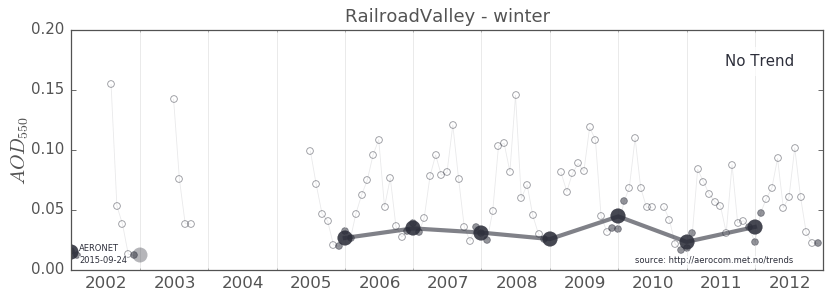 RailroadValley - winter
0.20
0.15
0.10
0.05
0.00
AOD550
No Trend
AERONET
2015-09-24
source: http://aerocom.met.no/trends
2002 2003 2004 2005 2006 2007 2008 2009 2010 2011 2012